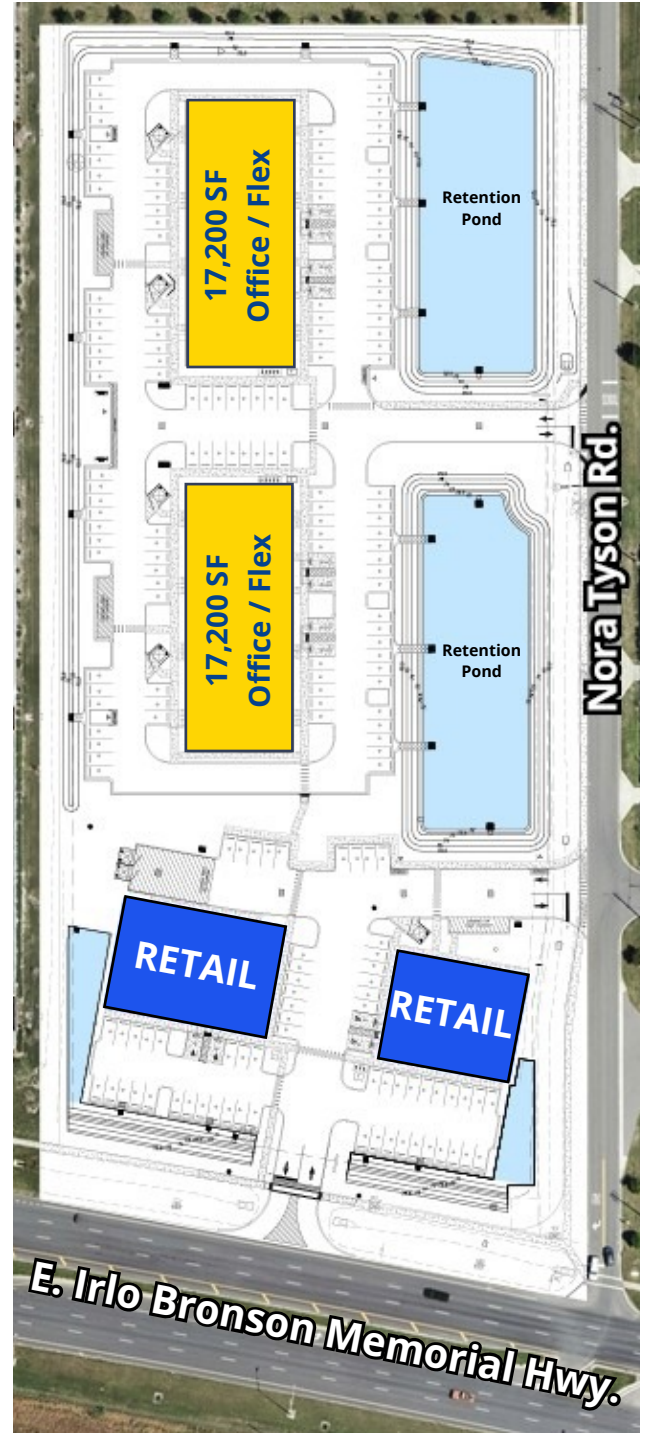 17,200 SF
Office / Flex
Retention
Pond
17,200 SF
Office / Flex
Retention
Pond
Nora Tyson Rd.
RETAIL
RETAIL
E. Irlo Bronson Memorial Hwy.